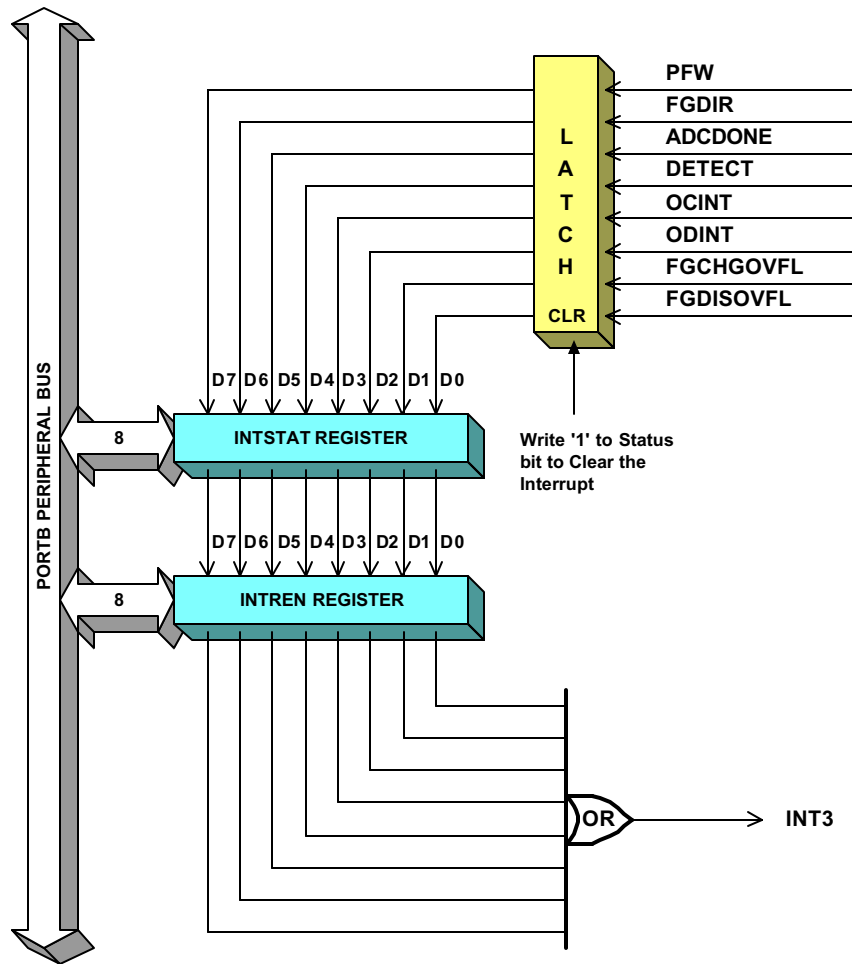 PFW
FGDIR
ADCDONE
DETECT
OCINT
ODINT
FGCHGOVFL
FGDISOVFL
L
A
T
C
H
CLR
PORTB PERIPHERAL BUS
D7 D6 D5 D4 D3 D2 D1 D0
8
INTSTAT REGISTER
Write '1' to Status
bit to Clear the
Interrupt
D7 D6 D5 D4 D3 D2 D1 D0
8
INTREN REGISTER
OR
INT3